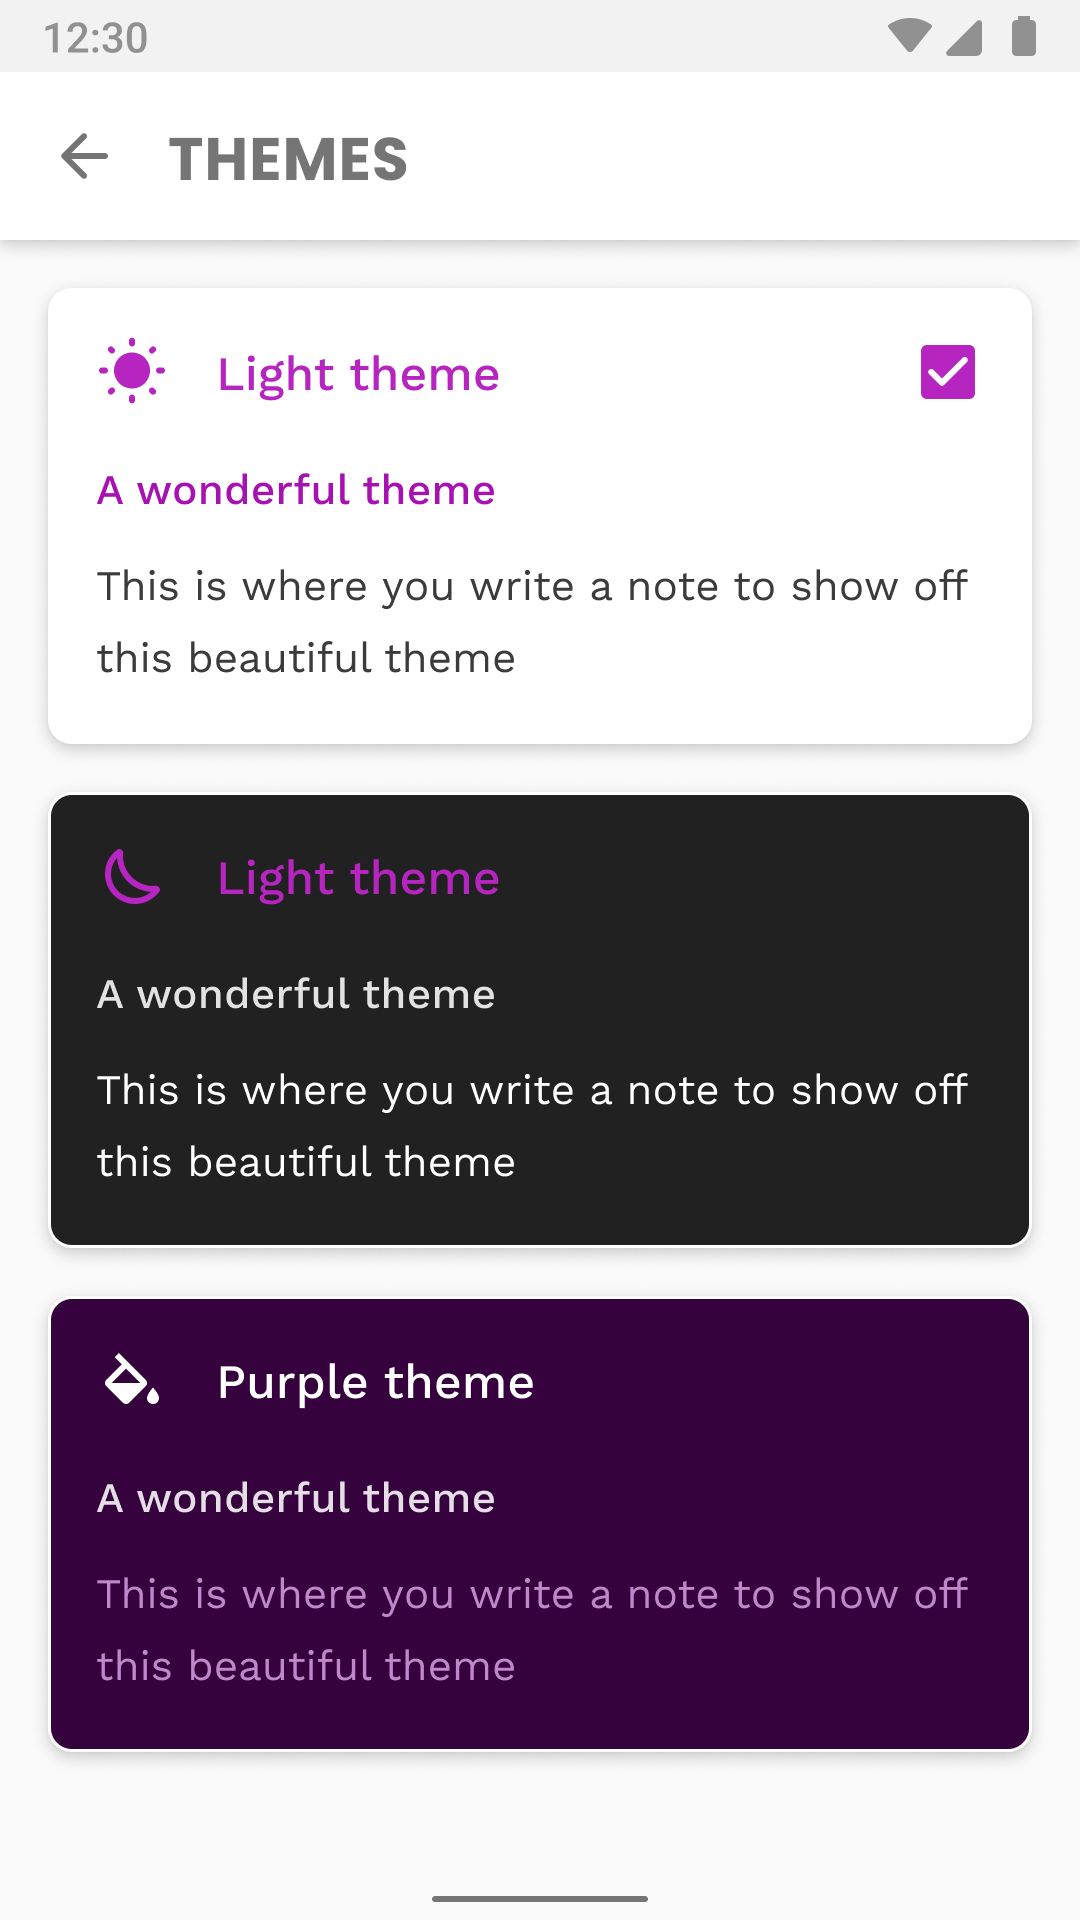 12:30
THEMES
Light theme
A wonderful theme
This is where you write a note to show off
this beautiful theme
Light theme
A wonderful theme
This is where you write a note to show off
this beautiful theme
Purple theme
A wonderful theme
This is where you write a note to show off
this beautiful theme